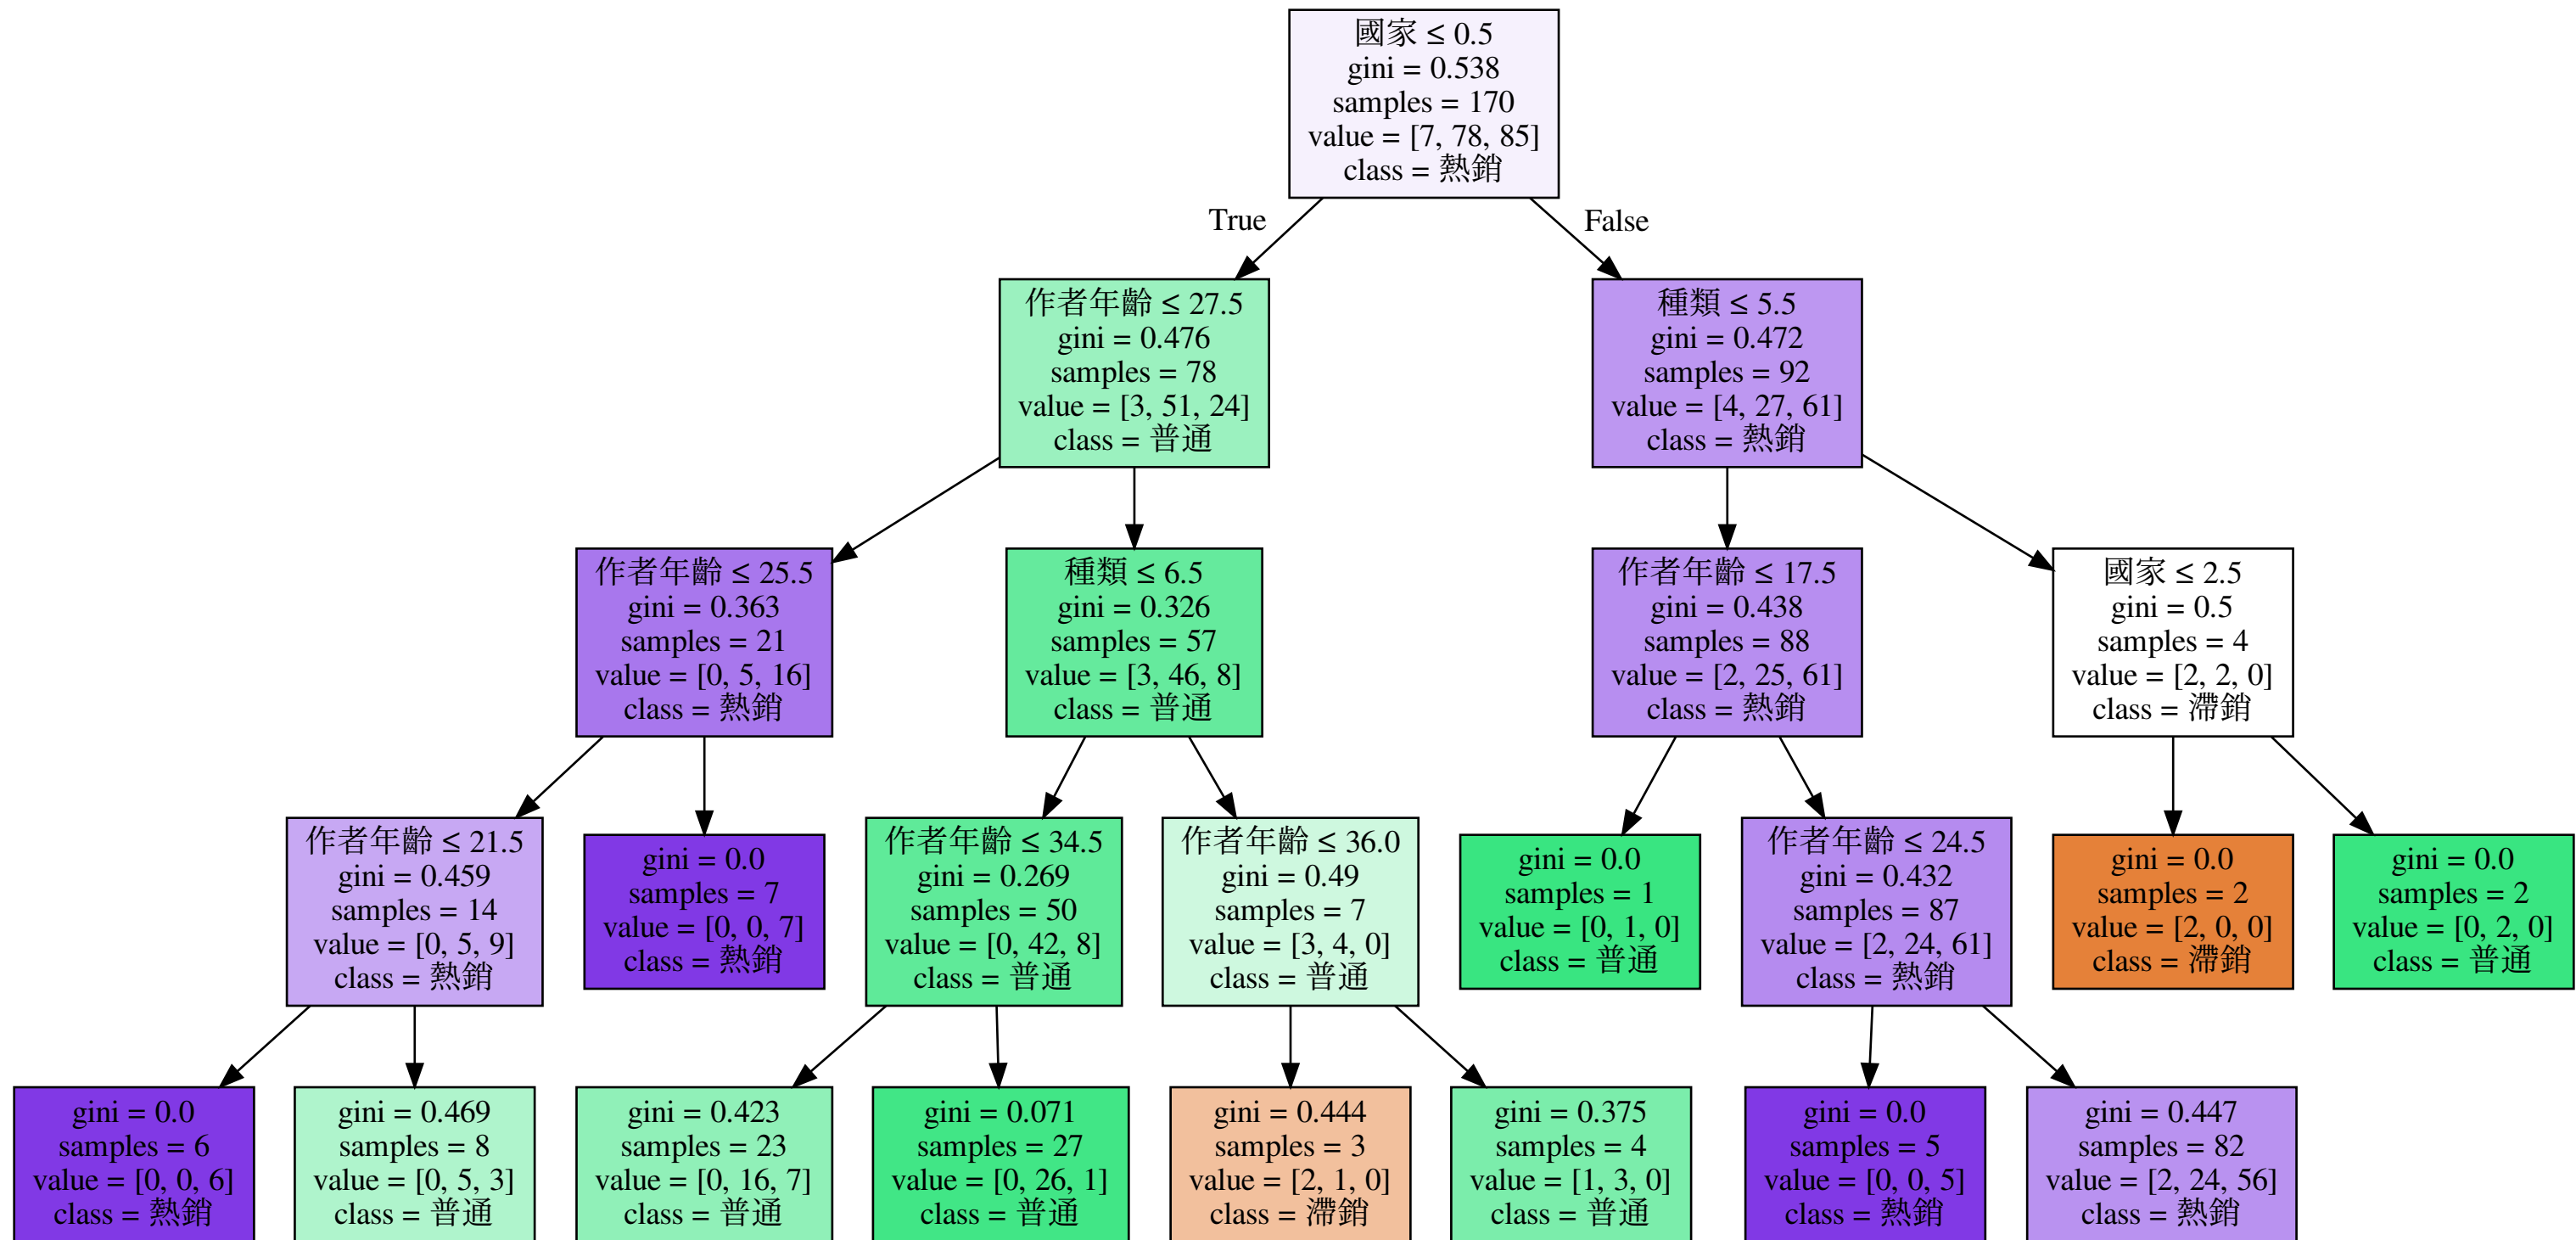 國家 ≤ 0.5
gini = 0.538
samples = 170
value = [7, 78, 85]
class = 熱銷
True
False
作者年齡 ≤ 27.5
gini = 0.476
samples = 78
value = [3, 51, 24]
class = 普通
種類 ≤ 5.5
gini = 0.472
samples = 92
value = [4, 27, 61]
class = 熱銷
作者年齡 ≤ 25.5
gini = 0.363
samples = 21
value = [0, 5, 16]
class = 熱銷
種類 ≤ 6.5
gini = 0.326
samples = 57
value = [3, 46, 8]
class = 普通
作者年齡 ≤ 17.5
gini = 0.438
samples = 88
value = [2, 25, 61]
class = 熱銷
國家 ≤ 2.5
gini = 0.5
samples = 4
value = [2, 2, 0]
class = 滯銷
作者年齡 ≤ 21.5
gini = 0.459
samples = 14
value = [0, 5, 9]
class = 熱銷
gini = 0.0
samples = 7
value = [0, 0, 7]
class = 熱銷
作者年齡 ≤ 34.5
gini = 0.269
samples = 50
value = [0, 42, 8]
class = 普通
作者年齡 ≤ 36.0
gini = 0.49
samples = 7
value = [3, 4, 0]
class = 普通
gini = 0.0
samples = 1
value = [0, 1, 0]
class = 普通
作者年齡 ≤ 24.5
gini = 0.432
samples = 87
value = [2, 24, 61]
class = 熱銷
gini = 0.0
samples = 2
value = [2, 0, 0]
class = 滯銷
gini = 0.0
samples = 2
value = [0, 2, 0]
class = 普通
gini = 0.0
samples = 6
value = [0, 0, 6]
class = 熱銷
gini = 0.469
samples = 8
value = [0, 5, 3]
class = 普通
gini = 0.423
samples = 23
value = [0, 16, 7]
class = 普通
gini = 0.071
samples = 27
value = [0, 26, 1]
class = 普通
gini = 0.444
samples = 3
value = [2, 1, 0]
class = 滯銷
gini = 0.375
samples = 4
value = [1, 3, 0]
class = 普通
gini = 0.0
samples = 5
value = [0, 0, 5]
class = 熱銷
gini = 0.447
samples = 82
value = [2, 24, 56]
class = 熱銷